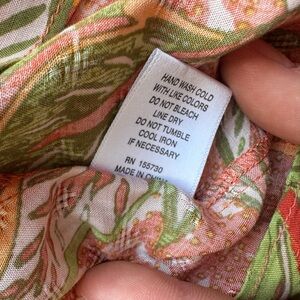 HAND WASH COLD
WITH LIKE COLORS
DO NOT BLEACH
LINE DRY
DO NOT TUMBLE
COOL IRON
IF NECESSARY
RN 155730
MADE IN CHINA